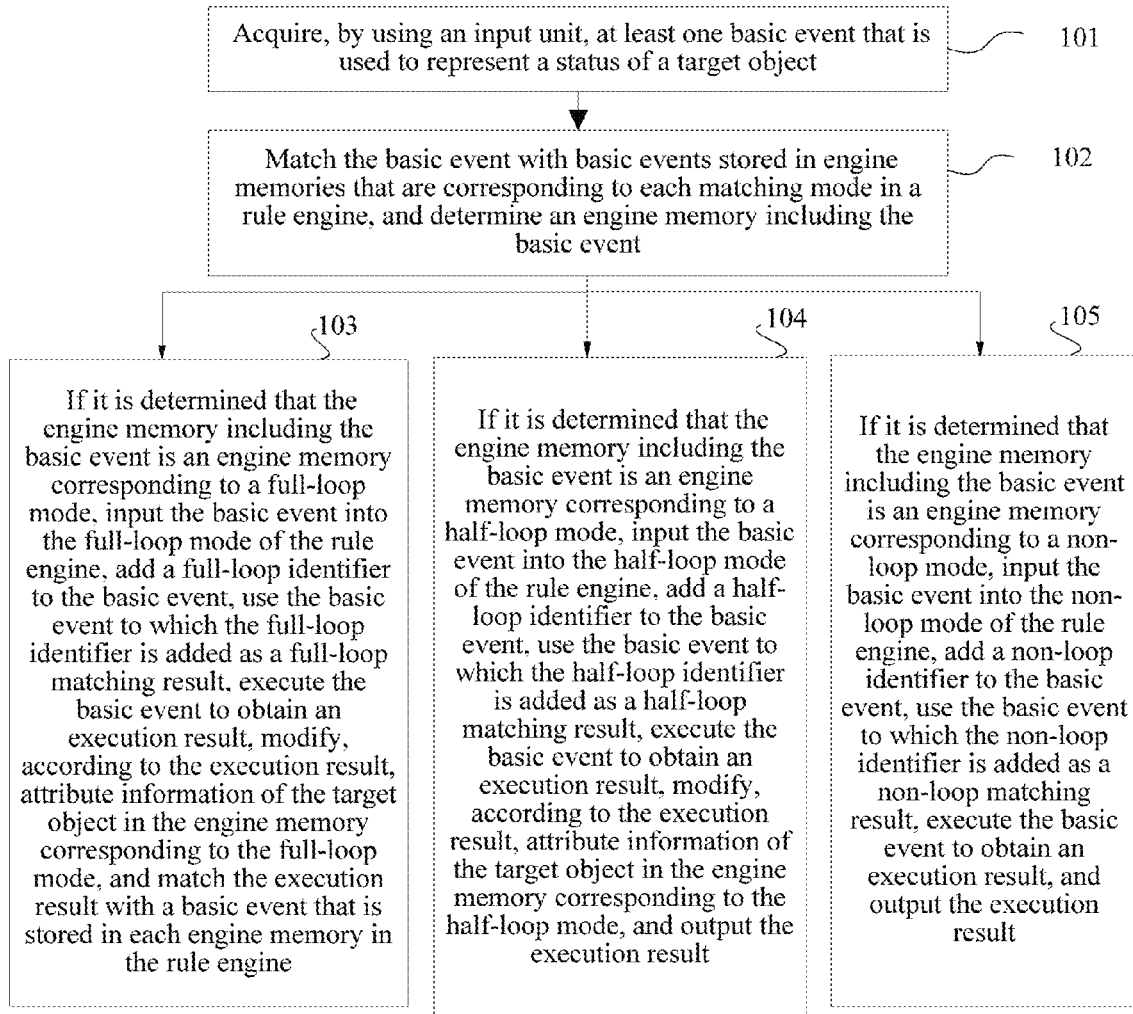 Acquire, by using an input unit, at least one basic event that is
used to represent a status of a target object
101
Match the basic event with basic events stored in engine
memories that are corresponding to each matching mode in a
rule engine, and determine an engine memory including the
basic event
102
103
If it is determined that the
engine memory including the
basic event is an engine memory
corresponding to a full-loop
mode, input the basic event into
the full-loop mode of the rule
engine, add a full-loop identifier
to the basic event, use the basic
event to which the full-loop
identifier is added as a full-loop
matching result, execute the
basic event to obtain an
execution result, modify,
according to the execution result,
attribute information of the target
object in the engine memory
corresponding to the full-loop
mode, and match the execution
result with a basic event that is
stored in each engine memory in
the rule engine
104
If it is determined that the
engine memory including the
basic event is an engine
memory corresponding to a
half-loop mode, input the basic
event into the half-loop mode
of the rule engine, add a half-
loop identifier to the basic
event, use the basic event to
which the half-loop identifier
is added as a half-loop
matching result, execute the
basic event to obtain an
execution result, modify,
according to the execution
result, attribute information of
the target object in the engine
memory corresponding to the
half-loop mode, and output the
execution result
105
If it is determined that
the engine memory
including the basic event
is an engine memory
corresponding to a non-
loop mode, input the
basic event into the non-
loop mode of the rule
engine, add a non-loop
identifier to the basic
event, use the basic event
to which the non-loop
identifier is added as a
non-loop matching
result, execute the basic
event to obtain an
execution result, and
output the execution
result